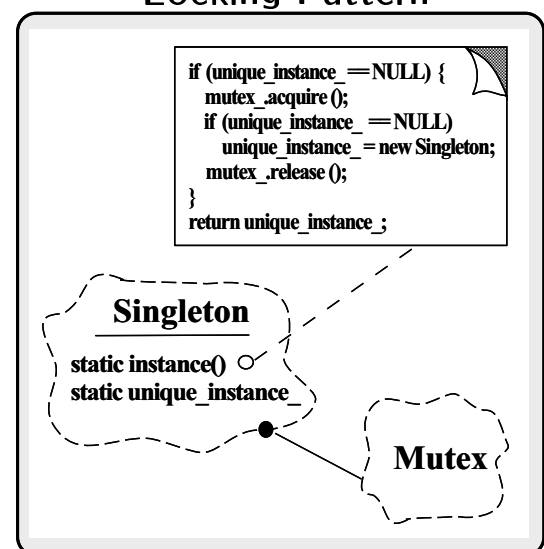 Locking Pattern
if (unique_instance_ == NULL) {
mutex_.acquire ();
if (unique_instance_ == NULL)
unique_instance_ = new Singleton;
mutex_.release ();
}
return unique_instance_;
Singleton
static instance()
static unique_instance_
Mutex